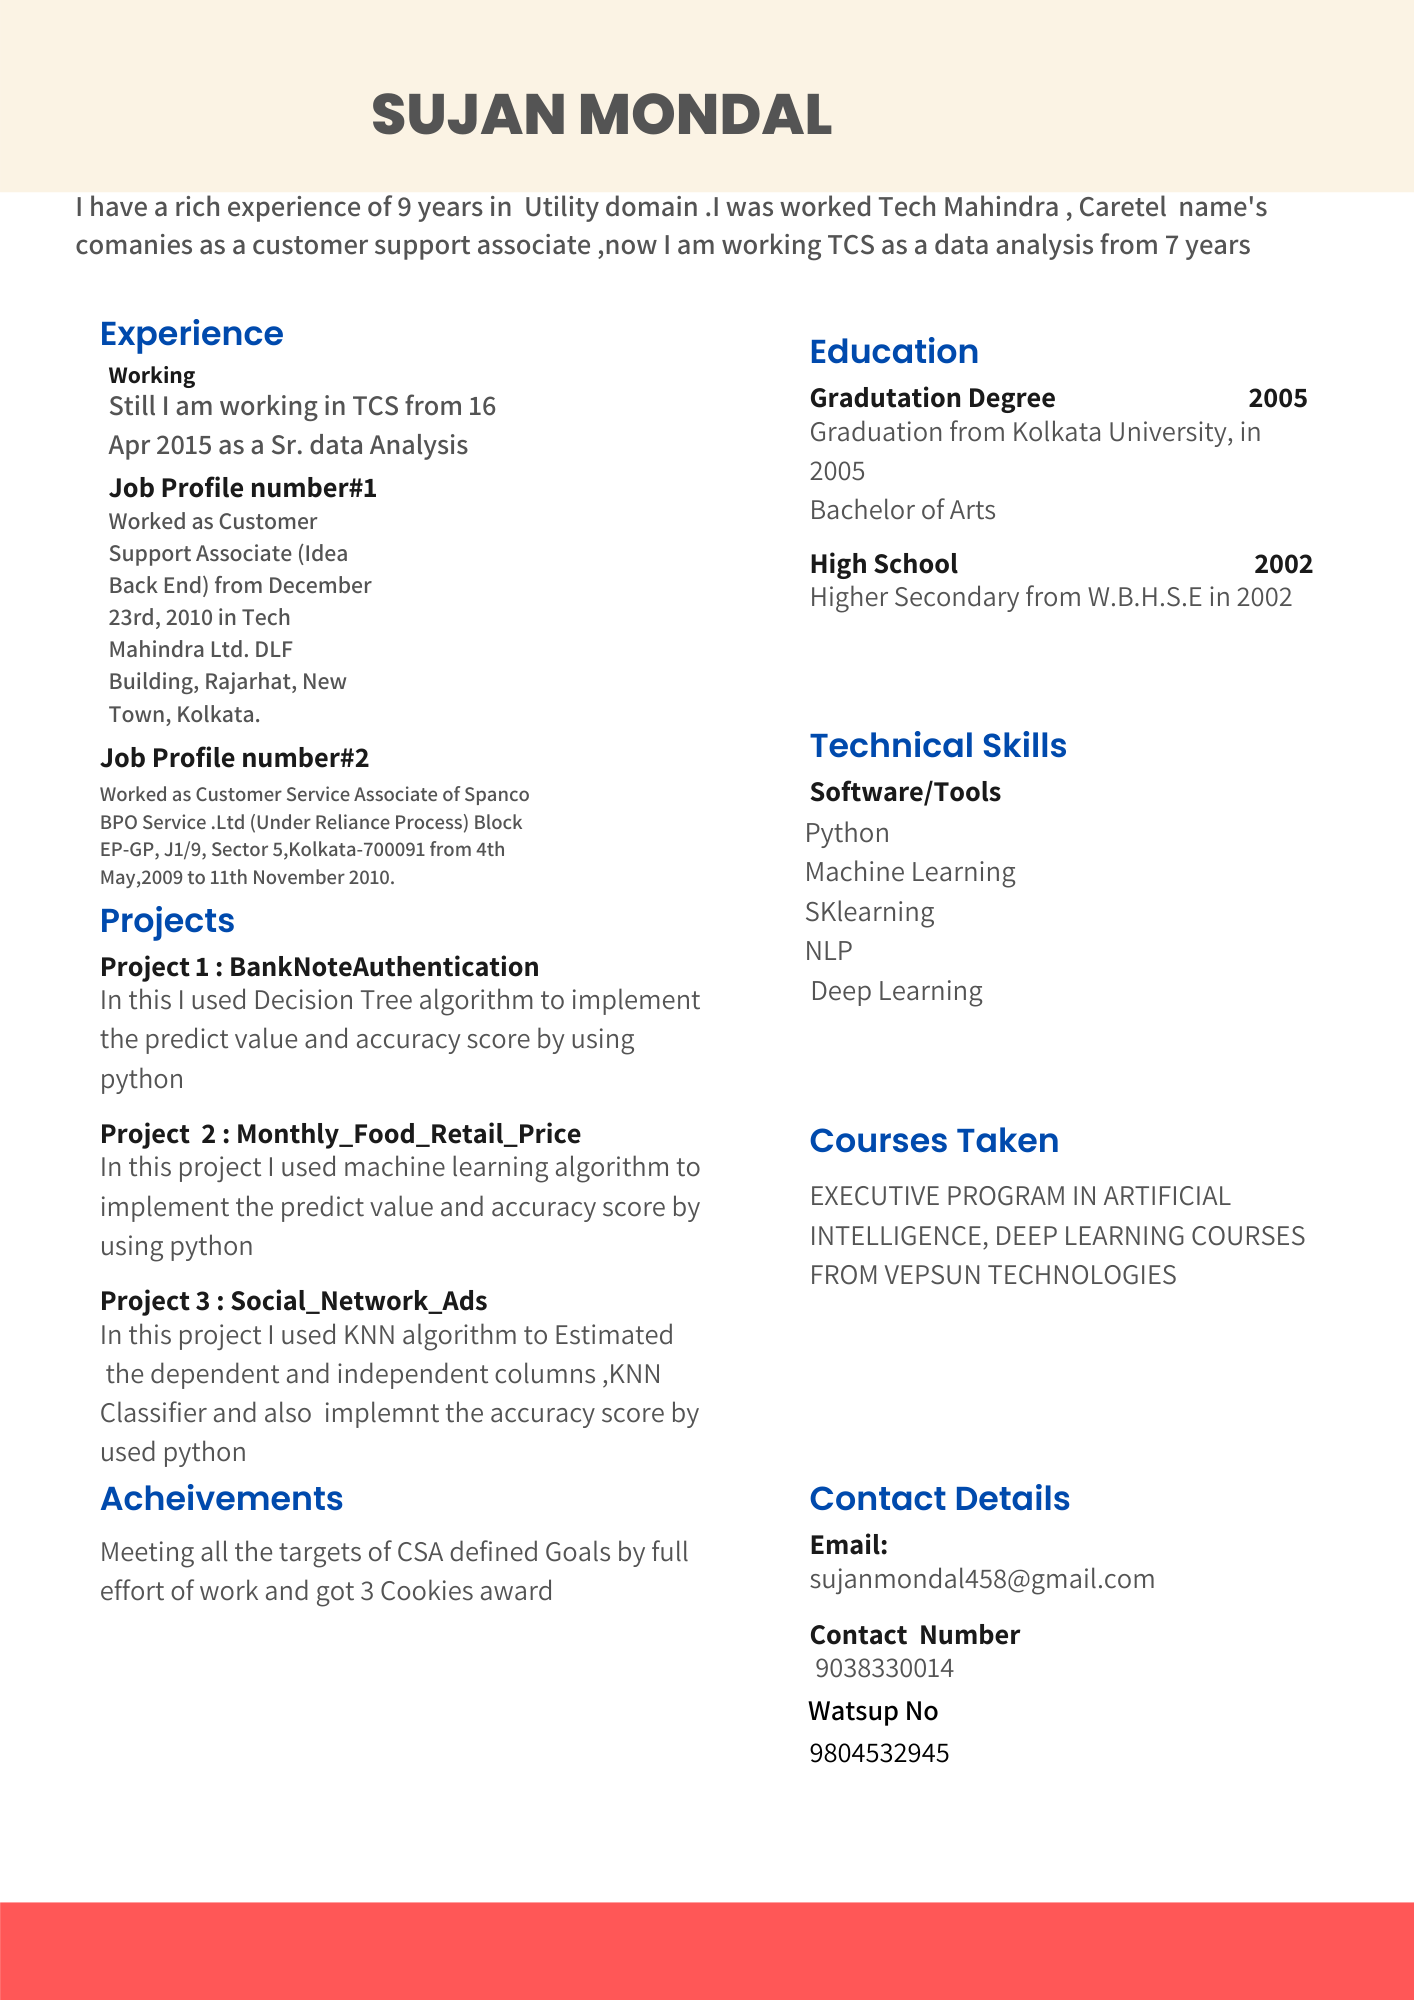 SUJAN MONDAL
I have a rich experience of 9 years in  Utility domain .I was worked Tech Mahindra , Caretel  name's
comanies as a customer support associate ,now I am working TCS as a data analysis from 7 years
Experience
Working
Still I am working in TCS from 16
Apr 2015 as a Sr. data Analysis
Job Profile number#1
Worked as Customer
Support Associate (Idea
Back End) from December
23rd, 2010 in Tech
Mahindra Ltd. DLF
Building, Rajarhat, New
Town, Kolkata.
Job Profile number#2
Worked as Customer Service Associate of Spanco
BPO Service .Ltd (Under Reliance Process) Block
EP-GP, J1/9, Sector 5,Kolkata-700091 from 4th
May,2009 to 11th November 2010.
Projects
Project 1 : BankNoteAuthentication
In this I used Decision Tree algorithm to implement
the predict value and accuracy score by using
python
Project  2 : Monthly_Food_Retail_Price
In this project I used machine learning algorithm to
implement the predict value and accuracy score by
using python
Project 3 : Social_Network_Ads
In this project I used KNN algorithm to Estimated
the dependent and independent columns ,KNN
Classifier and also  implemnt the accuracy score by
used python
Acheivements
Meeting all the targets of CSA defined Goals by full
effort of work and got 3 Cookies award
Education
Gradutation Degree 2005
Graduation from Kolkata University, in
2005
Bachelor of Arts
High School 2002
Higher Secondary from W.B.H.S.E in 2002
Technical Skills
Software/Tools
Python
Machine Learning
SKlearning
NLP
Deep Learning
Courses Taken
EXECUTIVE PROGRAM IN ARTIFICIAL
INTELLIGENCE, DEEP LEARNING COURSES
FROM VEPSUN TECHNOLOGIES
Contact Details
Email:
sujanmondal458@gmail.com
Contact  Number
9038330014
Watsup No
9804532945